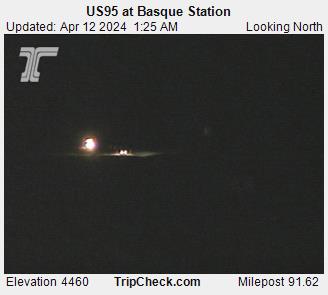 US95 at Basque Station
Updated: Apr 12 2024 1:25 AM Looking North
Elevation 4460 TripCheck.com Milepost 91.62